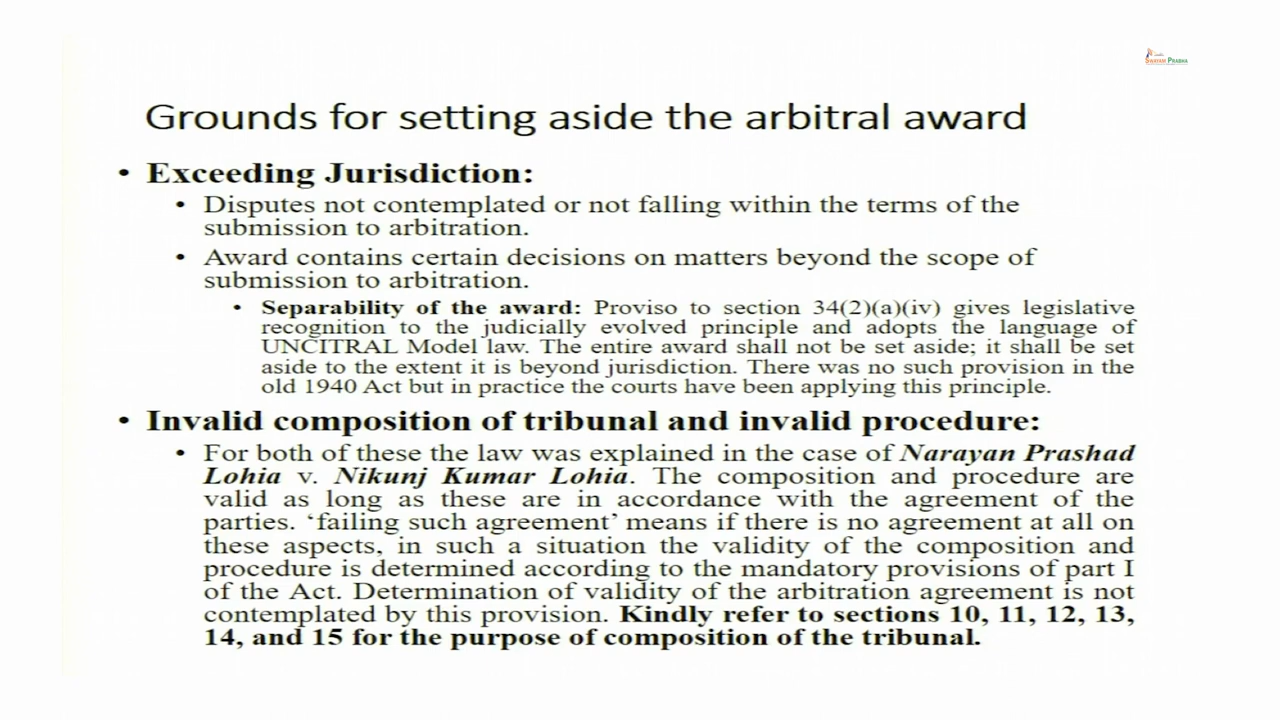 SWAYAM PRABHA
Grounds for setting aside the arbitral award
• Exceeding Jurisdiction:
• Disputes not contemplated or not falling within the terms of the
submission to arbitration.
• Award contains certain decisions on matters beyond the scope of
submission to arbitration.
• Separability of the award: Proviso to section 34(2)(a)(iv) gives legislative
recognition to the judicially evolved principle and adopts the language of
UNCITRAL Model law. The entire award shall not be set aside; it shall be set
aside to the extent it is beyond jurisdiction. There was no such provision in the
old 1940 Act but in practice the courts have been applying this principle.
• Invalid composition of tribunal and invalid procedure:
• For both of these the law was explained in the case of Narayan Prashad
Lohia v. Nikunj Kumar Lohia. The composition and procedure are
valid as long as these are in accordance with the agreement of the
parties. ‘failing such agreement’ means if there is no agreement at all on
these aspects, in such a situation the validity of the composition and
procedure is determined according to the mandatory provisions of part I
of the Act. Determination of validity of the arbitration agreement is not
contemplated by this provision. Kindly refer to sections 10, 11, 12, 13,
14, and 15 for the purpose of composition of the tribunal.